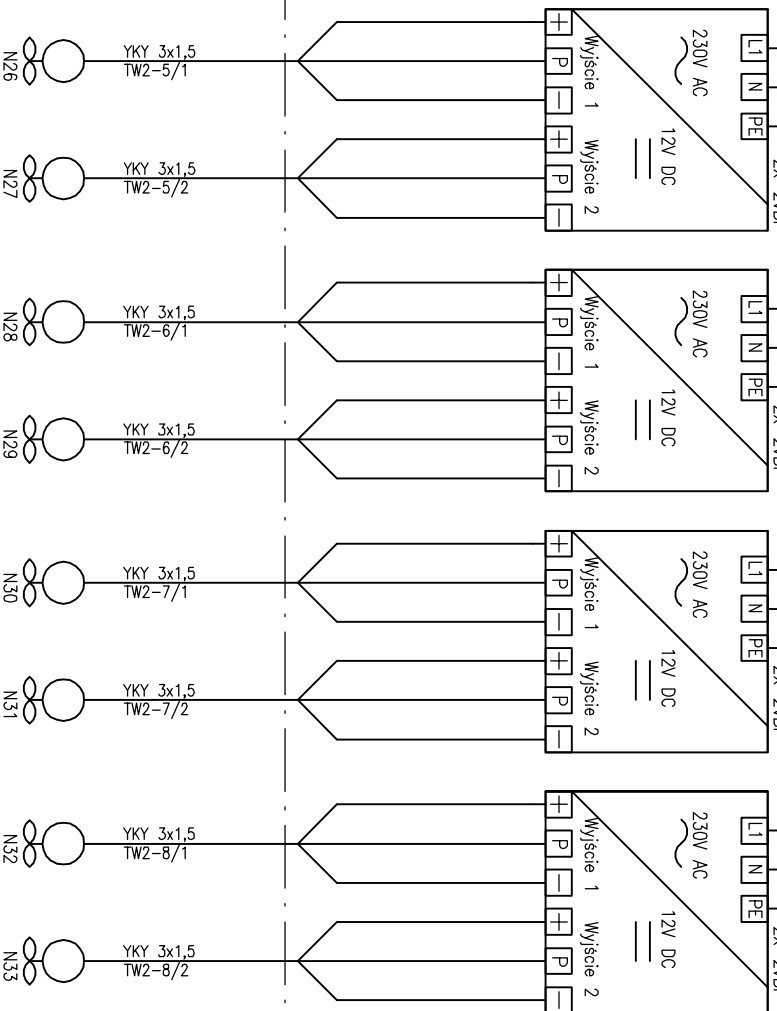 N26
YKY 3x1,5
TW2-5/1
N27
YKY 3x1,5
TW2-5/2
+
P
-
Wyjście 1
+
P
-
Wyjście 2
230V AC
12V DC
L1
N
PE
N28
YKY 3x1,5
TW2-6/1
N29
YKY 3x1,5
TW2-6/2
+
P
-
Wyjście 1
+
P
-
Wyjście 2
230V AC
12V DC
L1
N
PE
N30
YKY 3x1,5
TW2-7/1
N31
YKY 3x1,5
TW2-7/2
+
P
-
Wyjście 1
+
P
-
Wyjście 2
230V AC
12V DC
L1
N
PE
N32
YKY 3x1,5
TW2-8/1
N33
YKY 3x1,5
TW2-8/2
+
P
-
Wyjście 1
+
P
-
Wyjście 2
230V AC
12V DC
L1
N
PE